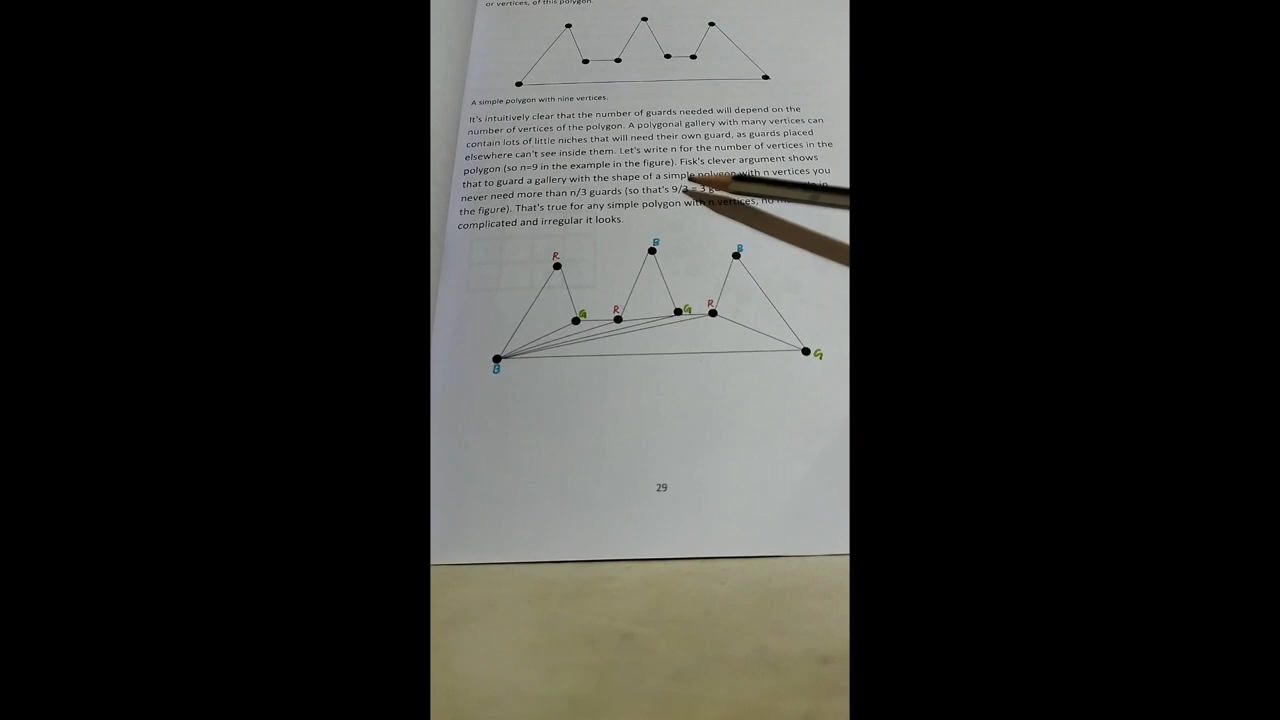 or vertices, of this polygon.
A simple polygon with nine vertices.
It's intuitively clear that the number of guards needed will depend on the
number of vertices of the polygon. A polygonal gallery with many vertices can
contain lots of little niches that will need their own guard, as guards placed
elsewhere can't see inside them. Let's write n for the number of vertices in the
polygon (so n=9 in the example in the figure). Fisk's clever argument shows
that to guard a gallery with the shape of a simple polygon with n vertices you
never need more than n/3 guards (so that's 9/3 = 3 in
the figure). That's true for any simple polygon with n vertices, no
complicated and irregular it looks.
B
B
R
R
G
R
G
B
G
29